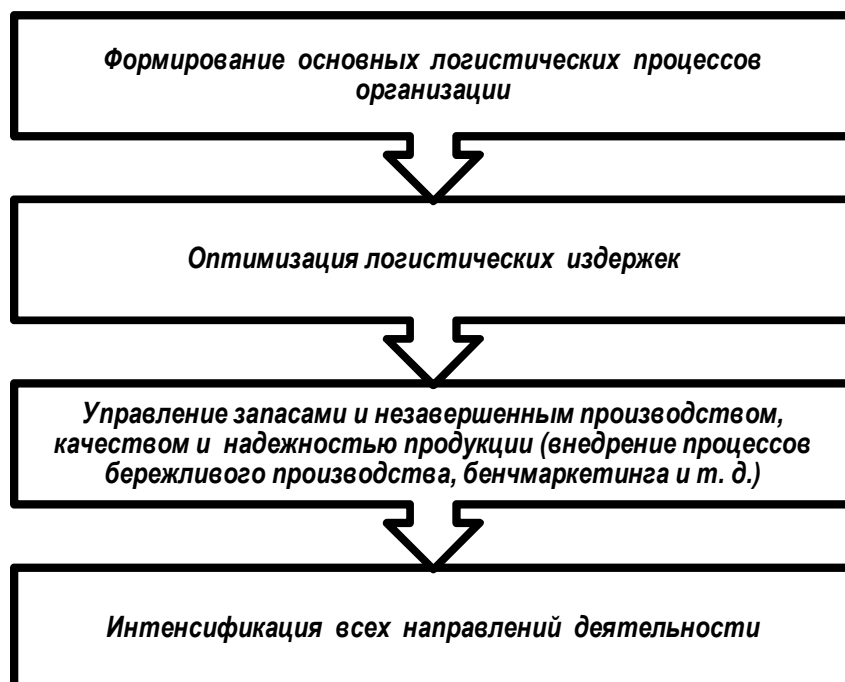 Формирование основных логистических процессов
организации
Оптимизация логистических издержек
Управление запасами и незавершенным производством,
качеством и надежностью продукции (внедрение процессов
бережливого производства, бенчмаркетинга и т. д.)
Интенсификация всех направлений деятельности